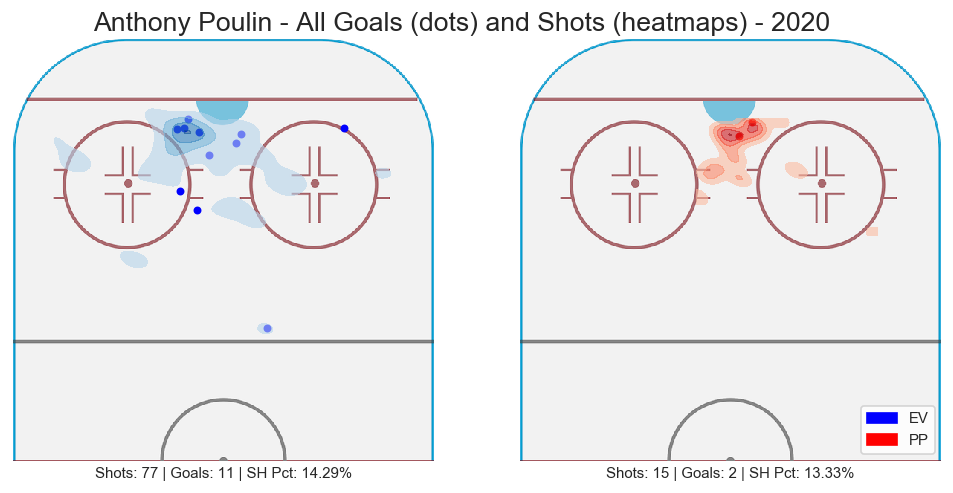 Anthony Poulin - All Goals (dots) and Shots (heatmaps) - 2020
EV
PP
Shots: 77 | Goals: 11 | SH Pct: 14.29%
Shots: 15 | Goals: 2 | SH Pct: 13.33%